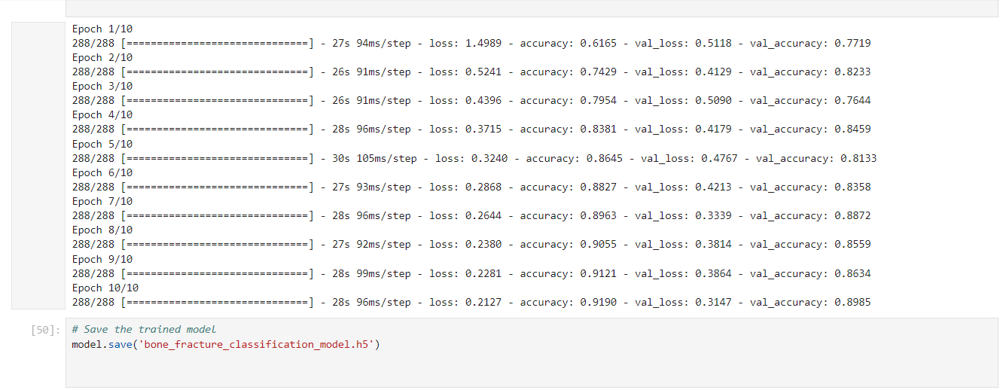 Epoch 1/10
288/288 [==============================] - 27s 94ms/step - loss: 1.4989 - accuracy: 0.6165 - val_loss: 0.5118 - val_accuracy: 0.7719
Epoch 2/10
288/288 [==============================] - 26s 91ms/step - loss: 0.5241 - accuracy: 0.7429 - val_loss: 0.4129 - val_accuracy: 0.8233
Epoch 3/10
288/288 [==============================] - 26s 91ms/step - loss: 0.4396 - accuracy: 0.7954 - val_loss: 0.5090 - val_accuracy: 0.7644
Epoch 4/10
288/288 [==============================] - 28s 96ms/step - loss: 0.3715 - accuracy: 0.8381 - val_loss: 0.4179 - val_accuracy: 0.8459
Epoch 5/10
288/288 [==============================] - 30s 105ms/step - loss: 0.3240 - accuracy: 0.8645 - val_loss: 0.4767 - val_accuracy: 0.8133
Epoch 6/10
288/288 [==============================] - 27s 93ms/step - loss: 0.2868 - accuracy: 0.8827 - val_loss: 0.4213 - val_accuracy: 0.8358
Epoch 7/10
288/288 [==============================] - 28s 96ms/step - loss: 0.2644 - accuracy: 0.8963 - val_loss: 0.3339 - val_accuracy: 0.8872
Epoch 8/10
288/288 [==============================] - 27s 92ms/step - loss: 0.2380 - accuracy: 0.9055 - val_loss: 0.3814 - val_accuracy: 0.8559
Epoch 9/10
288/288 [==============================] - 28s 99ms/step - loss: 0.2281 - accuracy: 0.9121 - val_loss: 0.3864 - val_accuracy: 0.8634
Epoch 10/10
288/288 [==============================] - 28s 96ms/step - loss: 0.2127 - accuracy: 0.9190 - val_loss: 0.3147 - val_accuracy: 0.8985
[50]: # Save the trained model
model.save('bone_fracture_classification_model.h5')